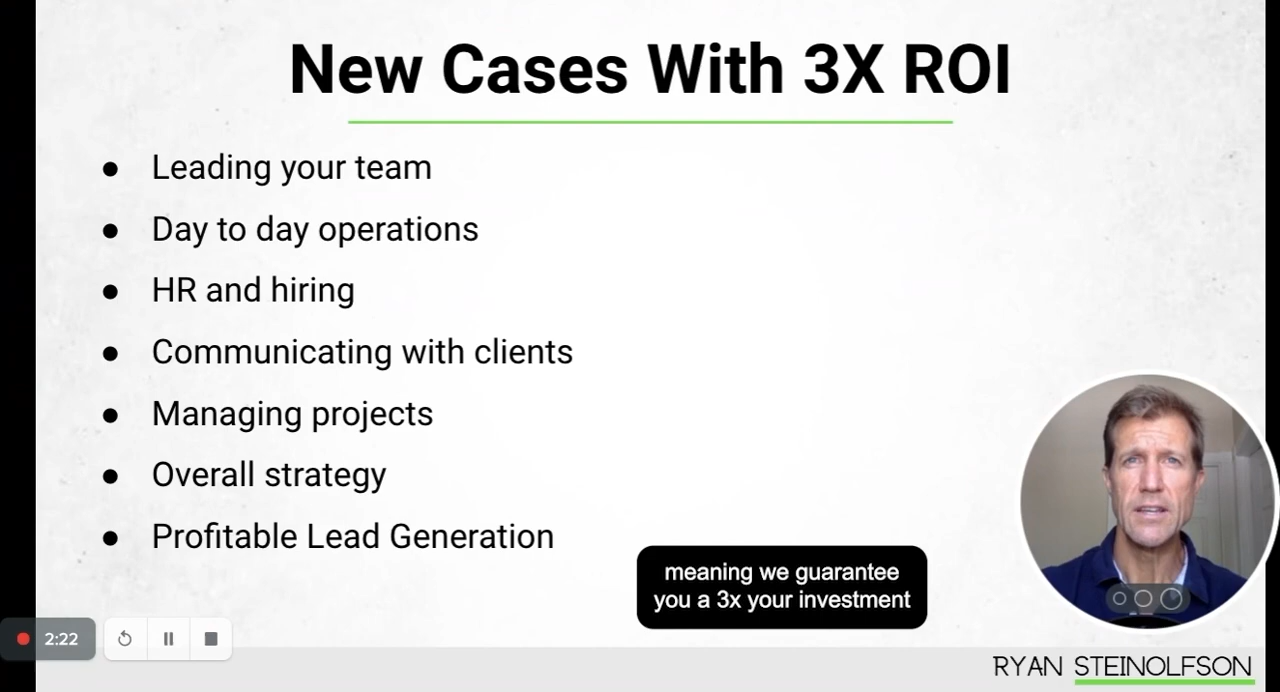 New Cases With 3X ROI
Leading your team
Day to day operations
HR and hiring
Communicating with clients
Managing projects
Overall strategy
Profitable Lead Generation
meaning we guarantee
you a 3x your investment
2:22
RYAN STEINOLFSON